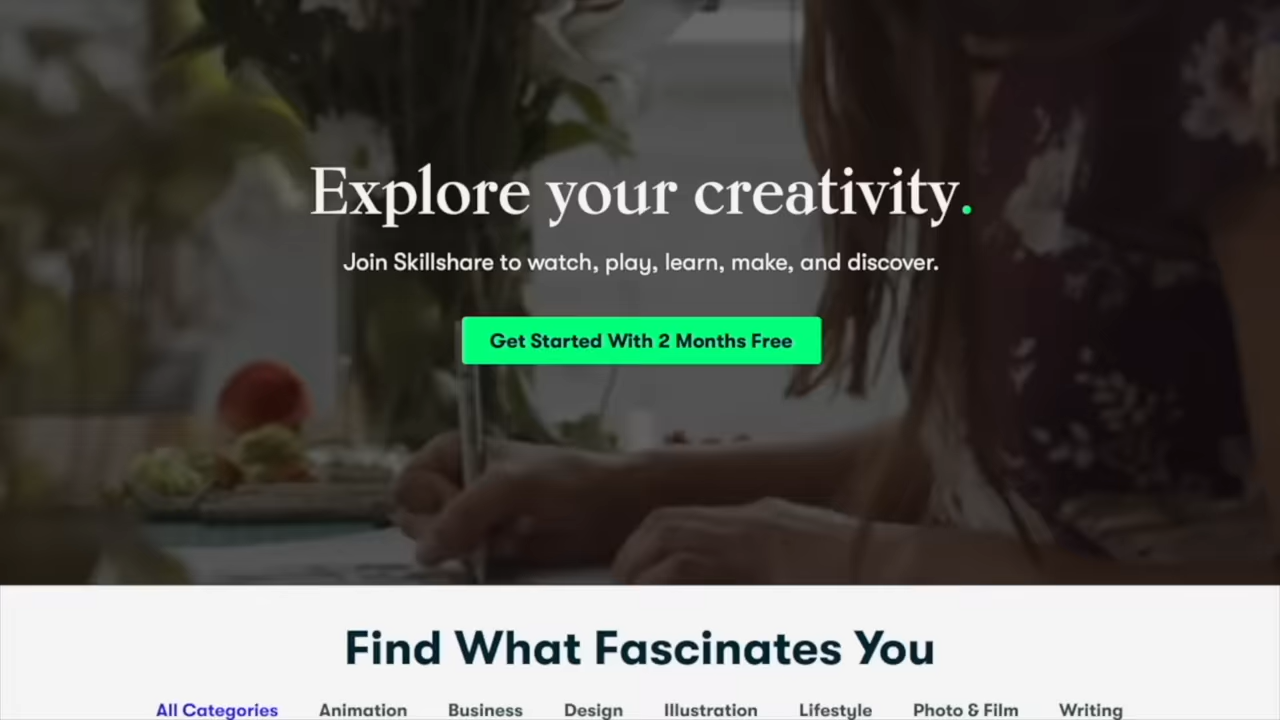 Explore your creativity.
Join Skillshare to watch, play, learn, make, and discover.
Get Started With 2 Months Free
Find What Fascinates You
All Categories Animation Business Design Illustration Lifestyle Photo & Film Writing